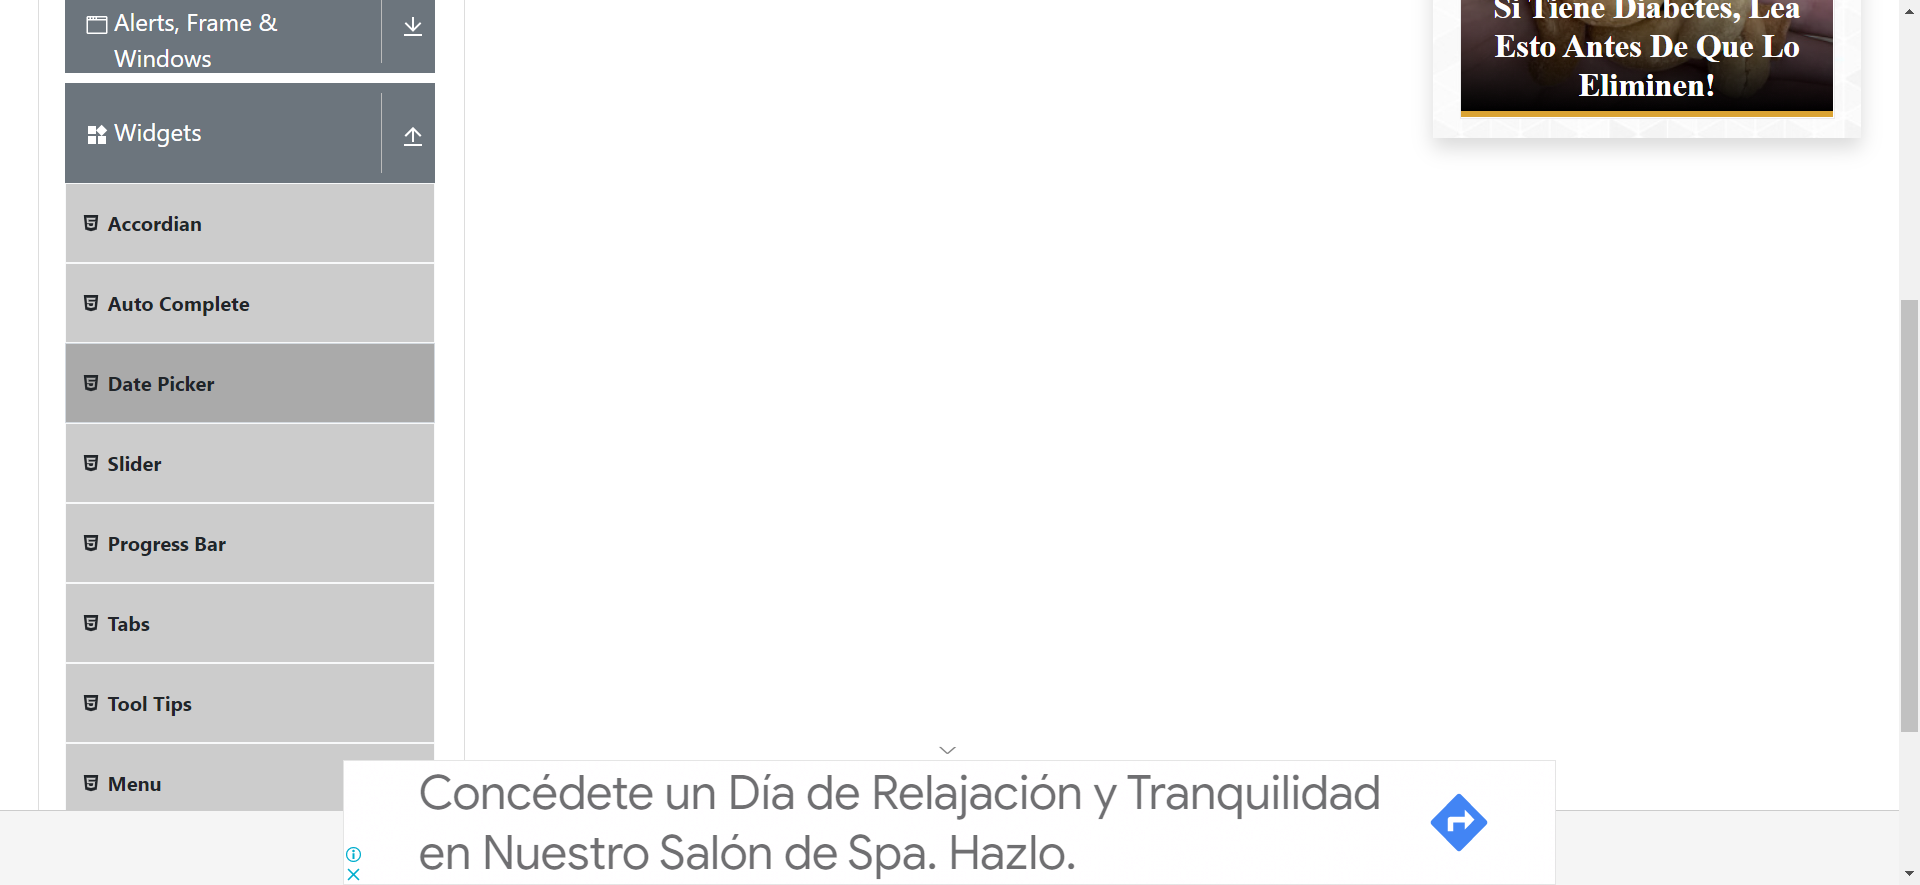 Alerts, Frame &
Windows
Widgets
Accordian
Auto Complete
Date Picker
Slider
Progress Bar
Tabs
Tool Tips
Menu
Si Tiene Diabetes, Lea
Esto Antes De Que Lo
Eliminen!
Concédete un Día de Relajación y Tranquilidad
en Nuestro Salón de Spa. Hazlo.